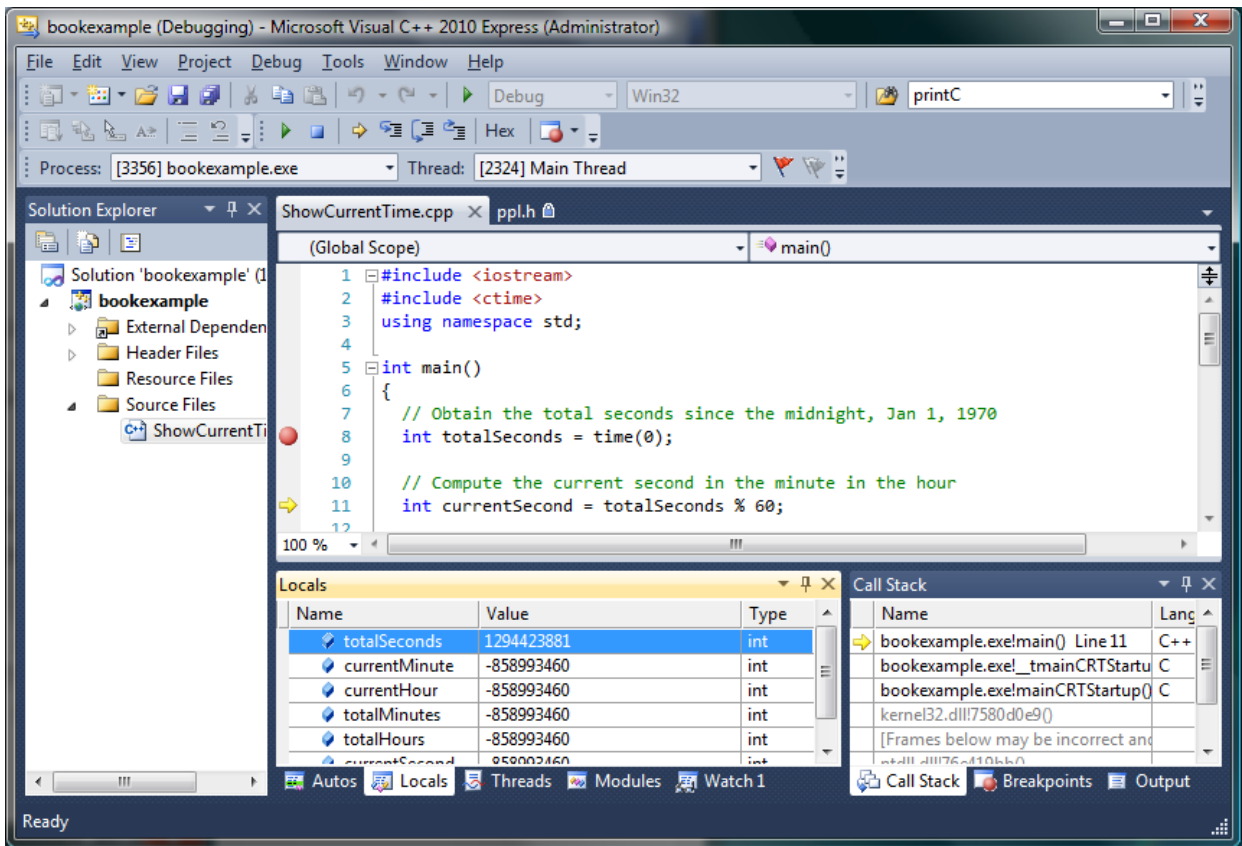 bookexample (Debugging) - Microsoft Visual C++ 2010 Express (Administrator)
File Edit View Project Debug Tools Window Help
Debug Win32 printC
Hex
Process: [3356] bookexample.exe Thread: [2324] Main Thread
Solution Explorer
Solution 'bookexample' (1
bookexample
External Dependen
Header Files
Resource Files
Source Files
ShowCurrentTi
ShowCurrentTime.cpp ppl.h
(Global Scope) main()
1 #include <iostream>
2 #include <ctime>
3 using namespace std;
4
5 int main()
6 {
7 // Obtain the total seconds since the midnight, Jan 1, 1970
8 int totalSeconds = time(0);
9
10 // Compute the current second in the minute in the hour
11 int currentSecond = totalSeconds % 60;
12
100 %
Locals
Name Value Type
totalSeconds 1294423881 int
currentMinute -858993460 int
currentHour -858993460 int
totalMinutes -858993460 int
totalHours -858993460 int
currentSecond -858993460 int
Autos Locals Threads Modules Watch 1
Call Stack
Name Lang
bookexample.exe!main() Line 11 C++
bookexample.exe!__tmainCRTStartu C
bookexample.exe!mainCRTStartup() C
kernel32.dll!7580d0e9()
[Frames below may be incorrect and
Call Stack Breakpoints Output
Ready